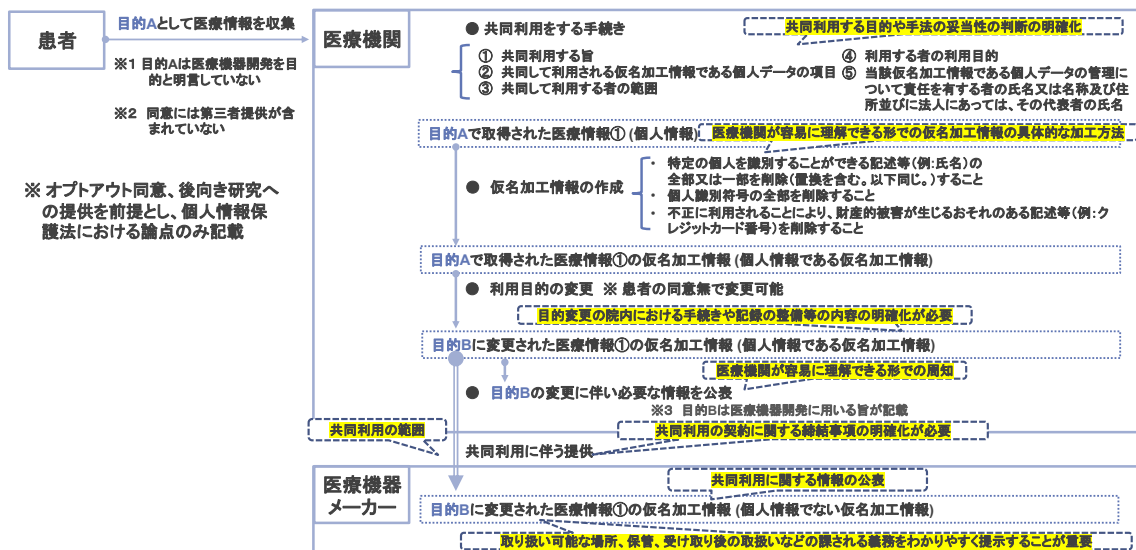 患者
目的Aとして医療情報を収集
※1 目的Aは医療機器開発を目
的と明言していない
※2 同意には第三者提供が含
まれていない
※ オプトアウト同意、後向き研究へ
の提供を前提とし、個人情報保
護法における論点のみ記載
医療機関
● 共同利用をする手続き
共同利用する目的や手法の妥当性の判断の明確化
① 共同利用する旨
② 共同して利用される仮名加工情報である個人データの項目
③ 共同して利用する者の範囲
④ 利用する者の利用目的
⑤ 当該仮名加工情報である個人データの管理に
ついて責任を有する者の氏名又は名称及び住
所並びに法人にあっては、その代表者の氏名
目的Aで取得された医療情報① (個人情報)
医療機関が容易に理解できる形での仮名加工情報の具体的な加工方法
● 仮名加工情報の作成
・ 特定の個人を識別することができる記述等(例:氏名)の
全部又は一部を削除(置換を含む。以下同じ。)すること
・ 個人識別符号の全部を削除すること
・ 不正に利用されることにより、財産的被害が生じるおそれのある記述等(例:ク
レジットカード番号)を削除すること
目的Aで取得された医療情報①の仮名加工情報 (個人情報である仮名加工情報)
● 利用目的の変更 ※ 患者の同意無で変更可能
目的変更の院内における手続きや記録の整備等の内容の明確化が必要
目的Bに変更された医療情報①の仮名加工情報 (個人情報である仮名加工情報)
医療機関が容易に理解できる形での周知
● 目的Bの変更に伴い必要な情報を公表
※3 目的Bは医療機器開発に用いる旨が記載
共同利用の範囲
共同利用の契約に関する締結事項の明確化が必要
共同利用に伴う提供
医療機器
メーカー
共同利用に関する情報の公表
目的Bに変更された医療情報①の仮名加工情報 (個人情報でない仮名加工情報)
取り扱い可能な場所、保管、受け取り後の取扱いなどの課される義務をわかりやすく提示することが重要